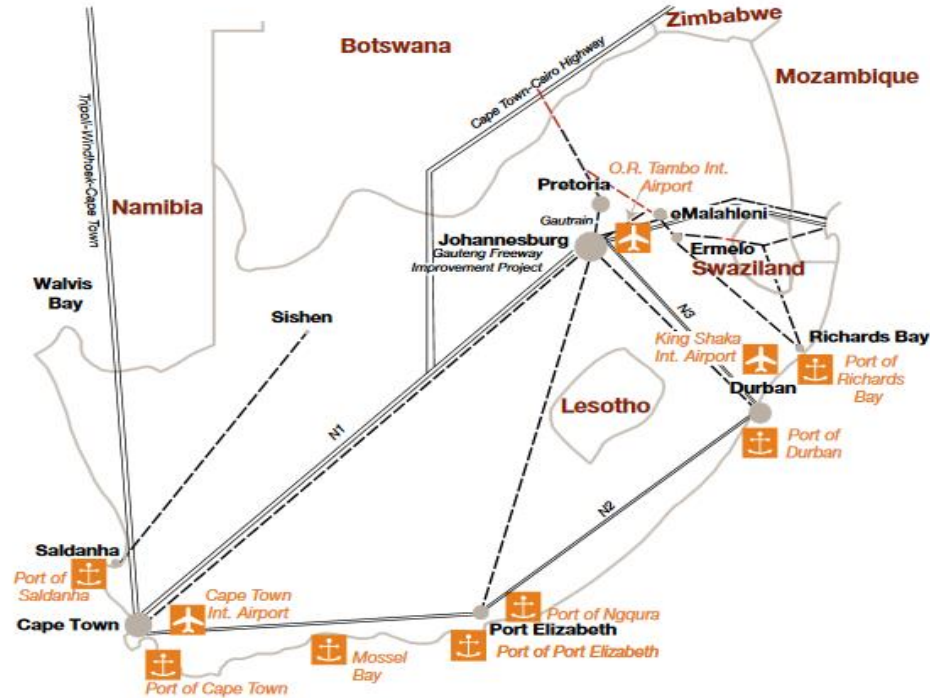 Zimbabwe
Botswana
Mozambique
Cape Town-Cairo Highway
Tripoli-Windhoek-Cape Town
O.R. Tambo Int.
Airport
Pretoria
Namibia
eMalahleni
Gautrain
Johannesburg
Gauteng Freeway
Improvement Project
Ermelo
Swaziland
Walvis
Bay
Sishen
N3
King Shaka
Int. Airport
Richards Bay
Port of
Richards
Bay
Durban
Lesotho
N1
Port of
Durban
N2
Saldanha
Port of
Saldanha
Cape Town
Int. Airport
Cape Town
Port of Ngqura
Port Elizabeth
Port of Port Elizabeth
Mossel
Bay
Port of Cape Town